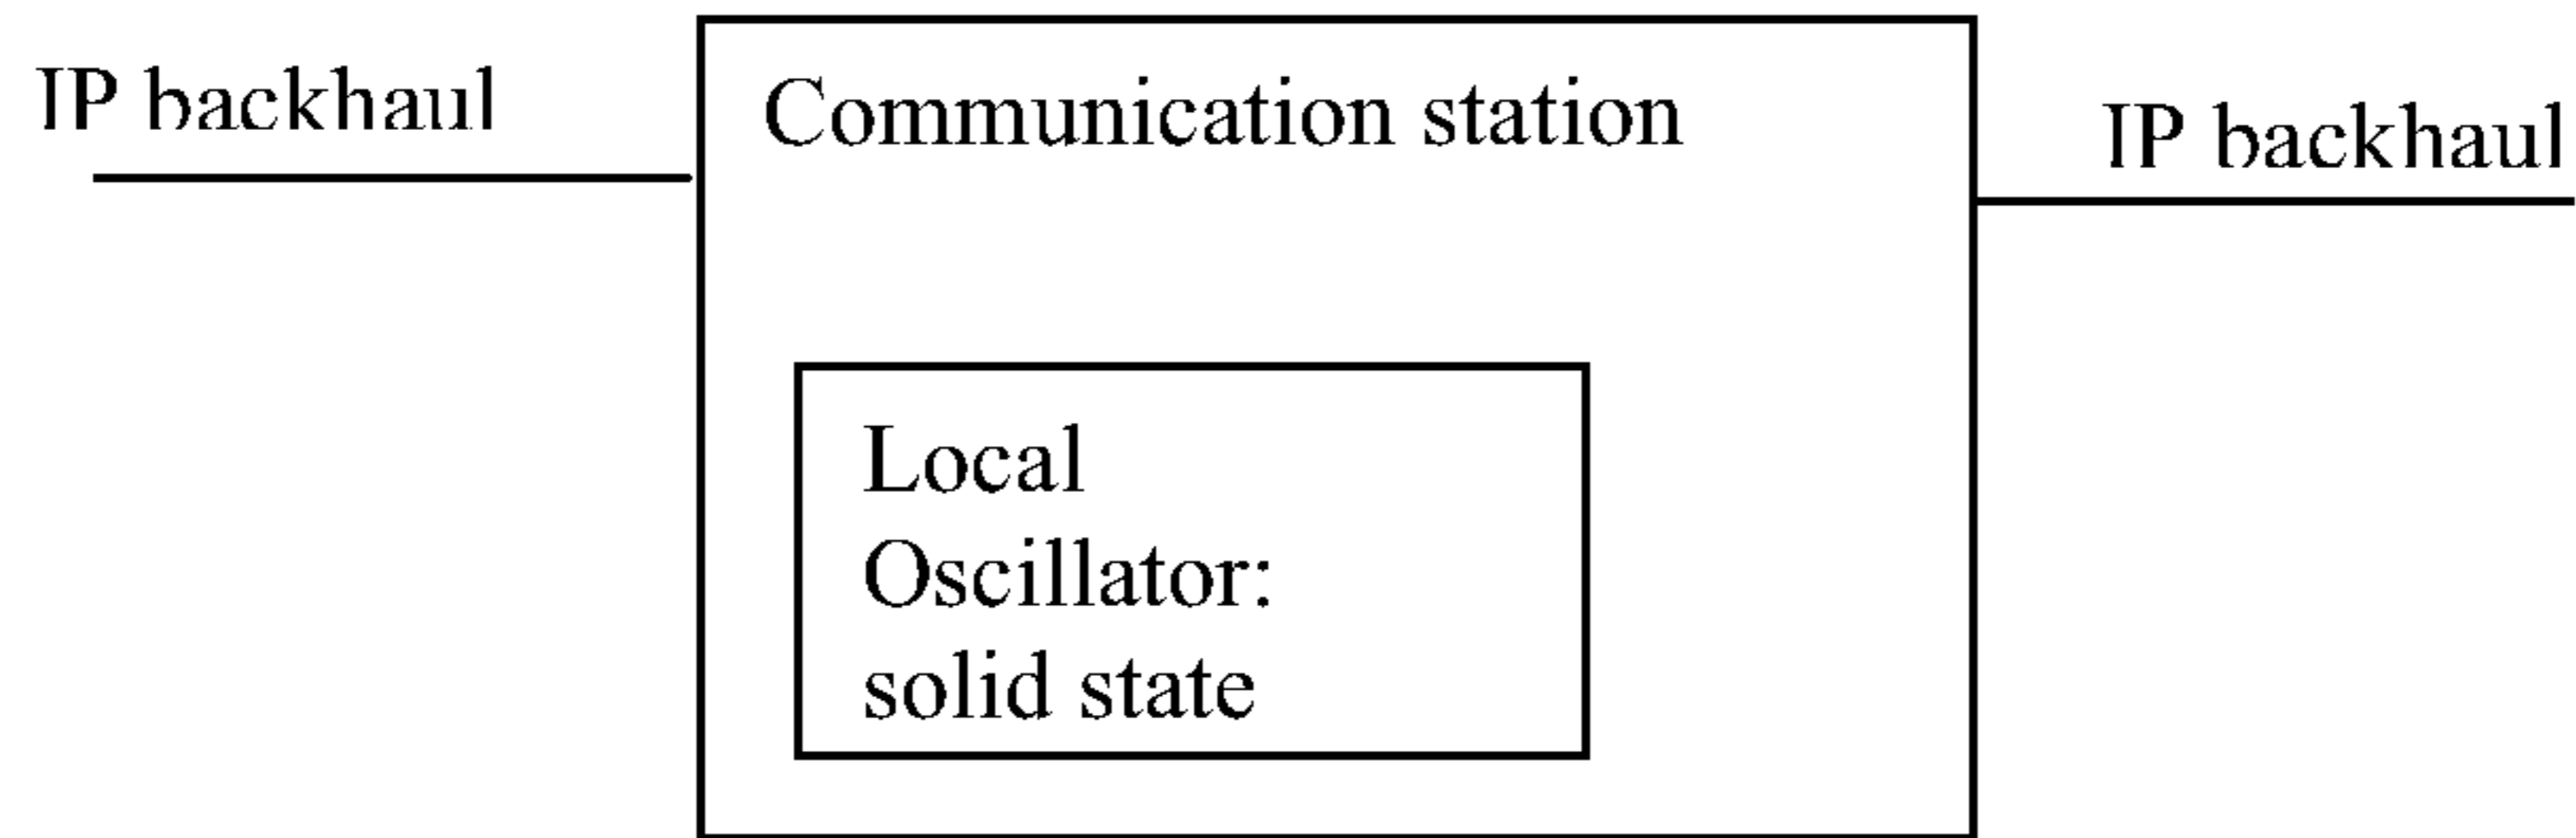 IP backhaul
Communication station
IP backhaul
Local
Oscillator:
solid state